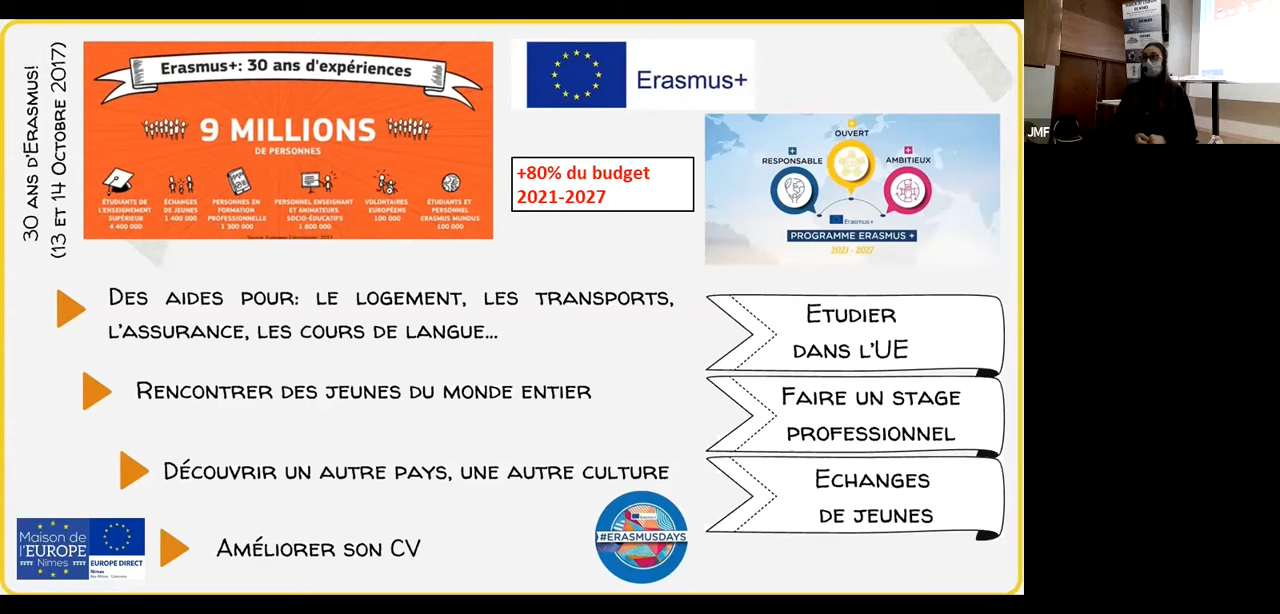 30 ans d'Erasmus!
(13 et 14 Octobre 2017)
Erasmus+: 30 ans d'expériences
9 MILLIONS
DE PERSONNES
ÉTUDIANTS DE
L'ENSEIGNEMENT
SUPÉRIEUR
4 400 000
ÉCHANGES
DE JEUNES
1 400 000
PERSONNES EN
FORMATION
PROFESSIONNELLE
1 300 000
PERSONNEL ENSEIGNANT
ET ANIMATEURS
SOCIO-ÉDUCATIFS
1 800 000
VOLONTAIRES
EUROPÉENS
100 000
ÉTUDIANTS ET
PERSONNEL
ERASMUS MUNDUS
100 000
Erasmus+
+80% du budget
2021-2027
OUVERT
RESPONSABLE
AMBITIEUX
Erasmus+
PROGRAMME ERASMUS +
2021 - 2027
Des aides pour: le logement, les transports,
l'assurance, les cours de langue...
Rencontrer des jeunes du monde entier
Découvrir un autre pays, une autre culture
Améliorer son CV
Etudier
dans l'UE
Faire un stage
professionnel
Echanges
de jeunes
#ERASMUSDAYS
Maison de
l'EUROPE
Nimes
EUROPE DIRECT
Nîmes
JMF